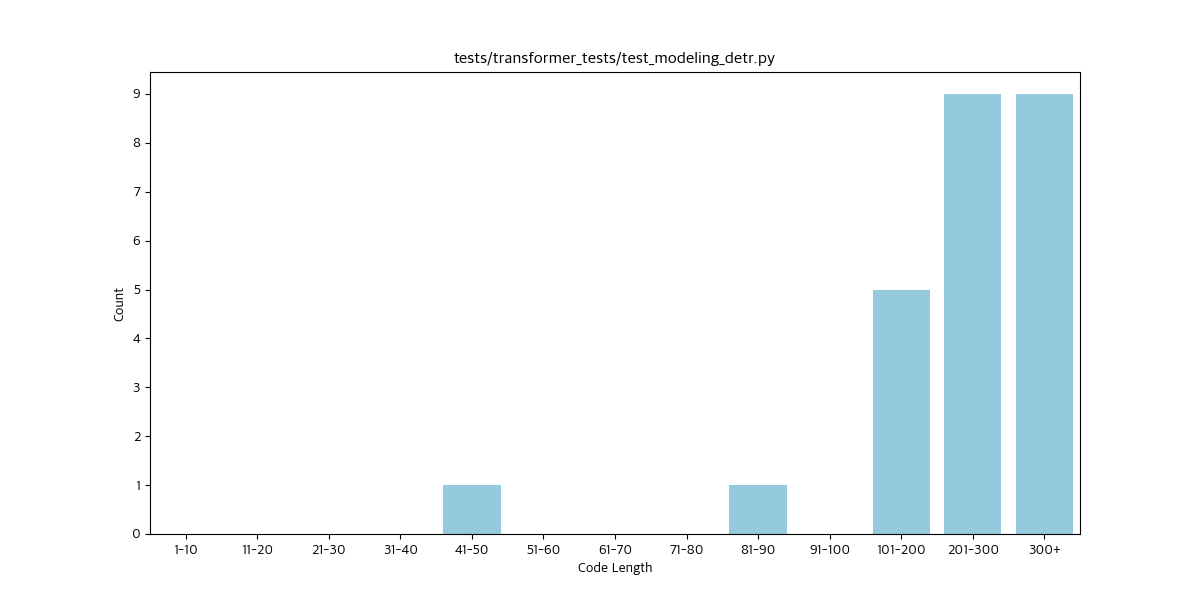 tests/transformer_tests/test_modeling_detr.py
9
8
7
6
5
4
3
2
1
0
Count
1-10 11-20 21-30 31-40 41-50 51-60 61-70 71-80 81-90 91-100 101-200 201-300 300+
Code Length